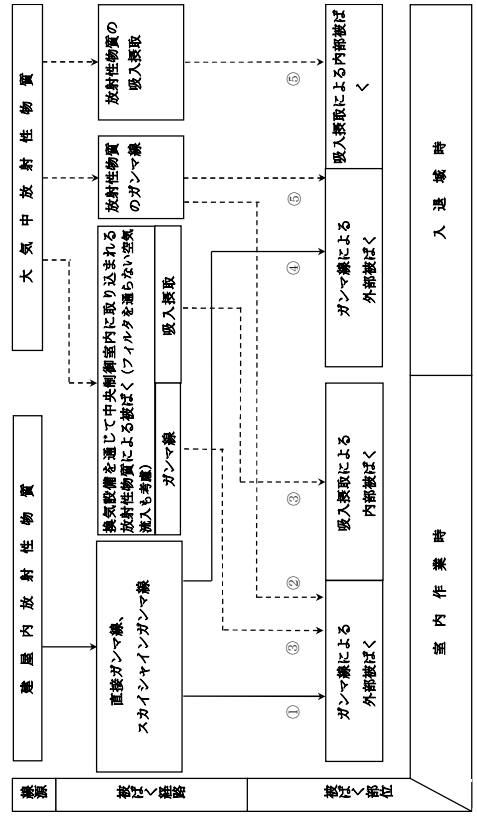 線源
建屋内放射性物質
大気中放射性物質
被ばく経路
直接ガンマ線、
スカイシャインガンマ線
換気設備を通じて中央制御室内に取り込まれる
放射性物質による被ばく（フィルタを通らない空気
流入も考慮）
ガンマ線
吸入摂取
放射性物質
のガンマ線
放射性物質の
吸入摂取
①
③
②
③
④
⑤
⑤
被ばく部位
ガンマ線による
外部被ばく
吸入摂取による
内部被ばく
ガンマ線による
外部被ばく
吸入摂取による内部被ば
く
室内作業時
入退域時